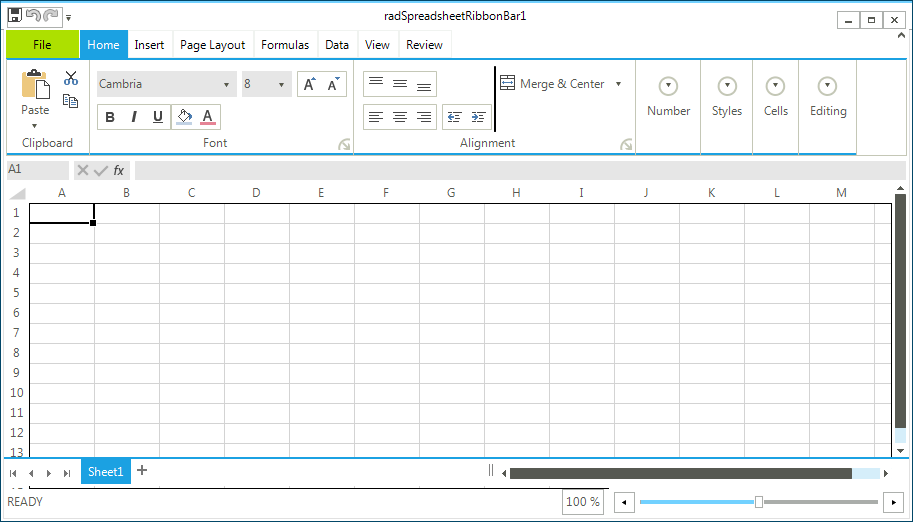 radSpreadsheetRibbonBar1
File Home Insert Page Layout Formulas Data View Review
Cambria 8 A A Merge & Center
Paste B I U A Number Styles Cells Editing
Clipboard Font Alignment
A1 fx
A B C D E F G H I J K L M
1
2
3
4
5
6
7
8
9
10
11
12
13
Sheet1 +
READY 100 %